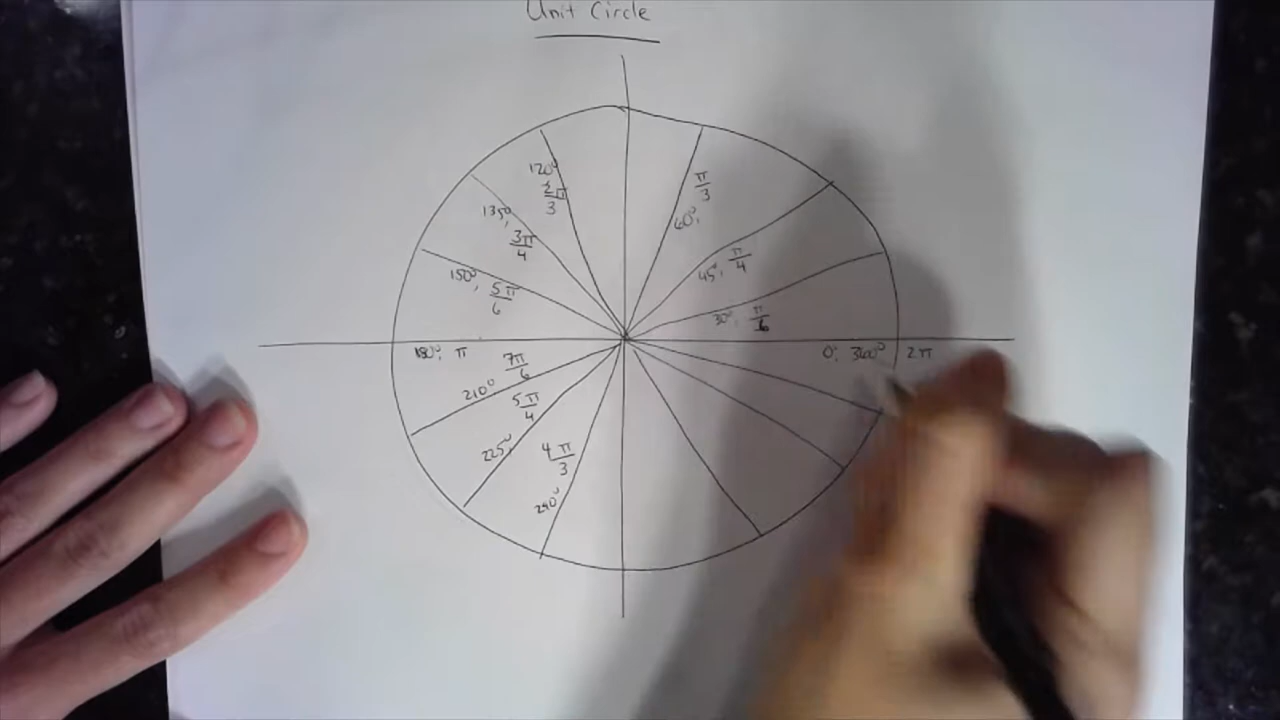 Unit Circle
120°
2π/3
π/3
135°,
3π/4
60°,
150°,
5π/6
45°, π/4
30°, π/6
180°, π
0°, 360° 2π
7π/6
210°
5π/4
225°,
4π/3
240°